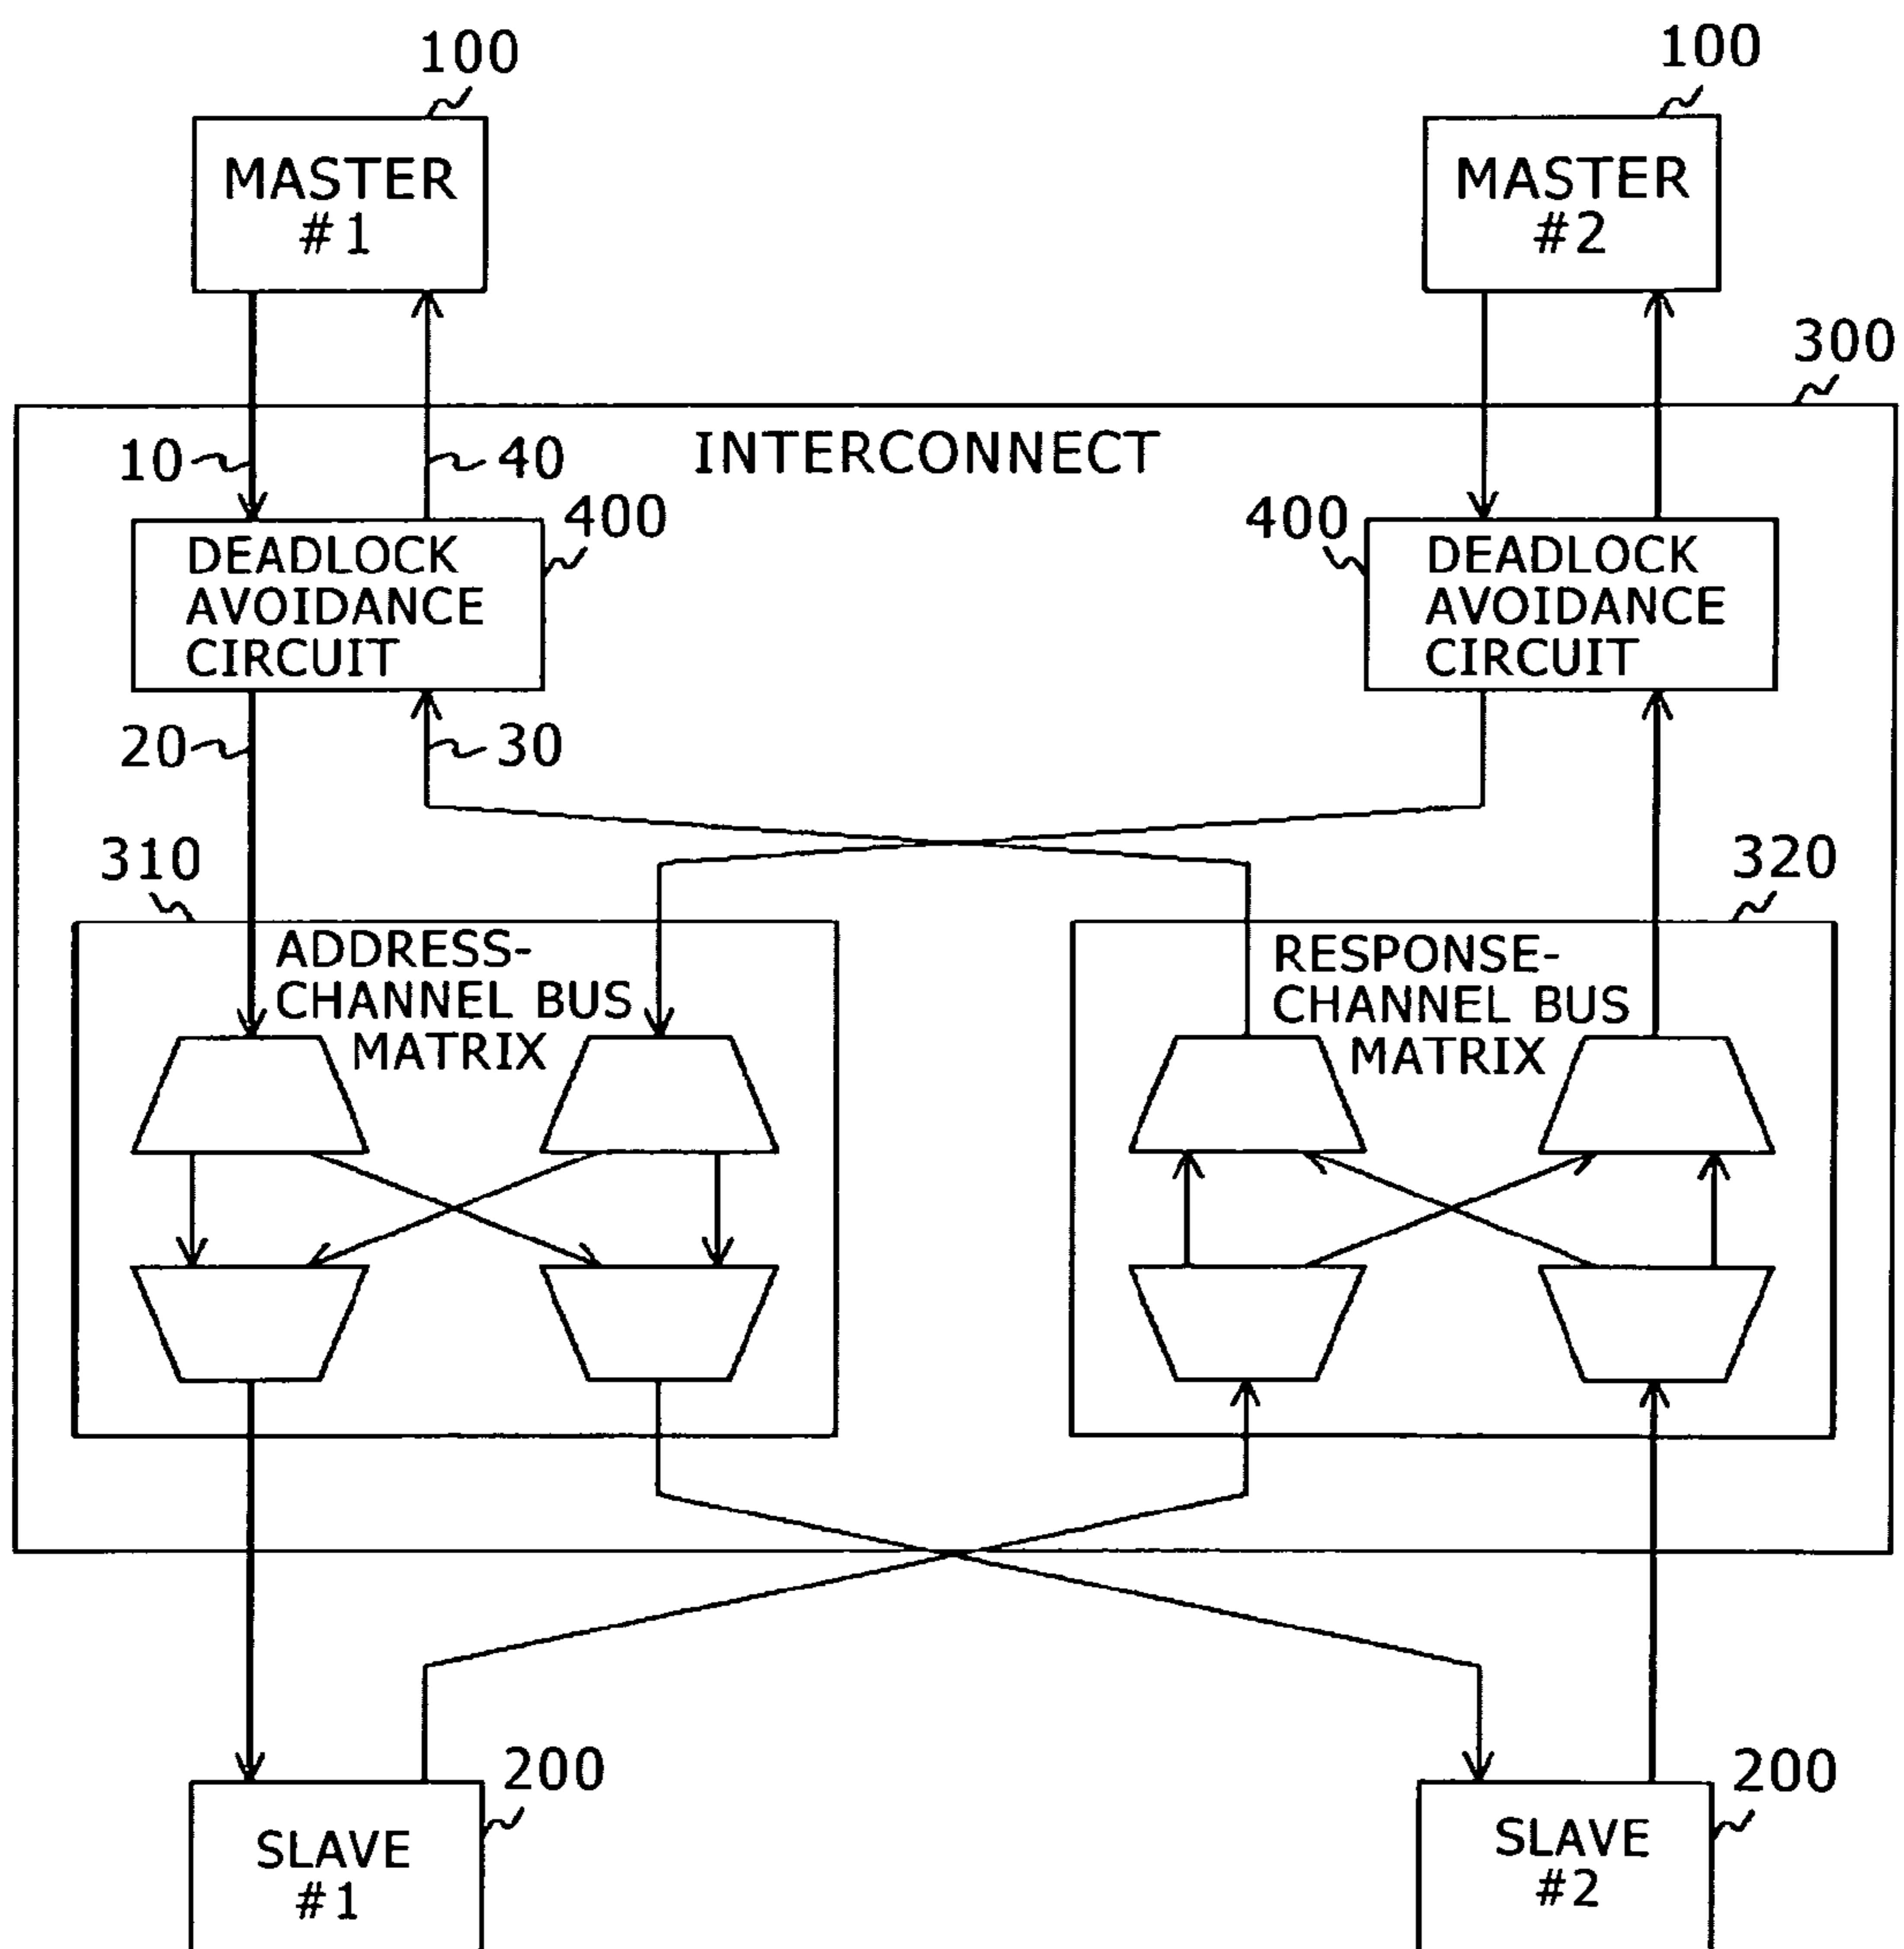 100
100
MASTER
#1
MASTER
#2
300
INTERCONNECT
10
40
400
400
DEADLOCK
AVOIDANCE
CIRCUIT
DEADLOCK
AVOIDANCE
CIRCUIT
20
30
310
320
ADDRESS-
CHANNEL BUS
MATRIX
RESPONSE-
CHANNEL BUS
MATRIX
200
200
SLAVE
#1
SLAVE
#2